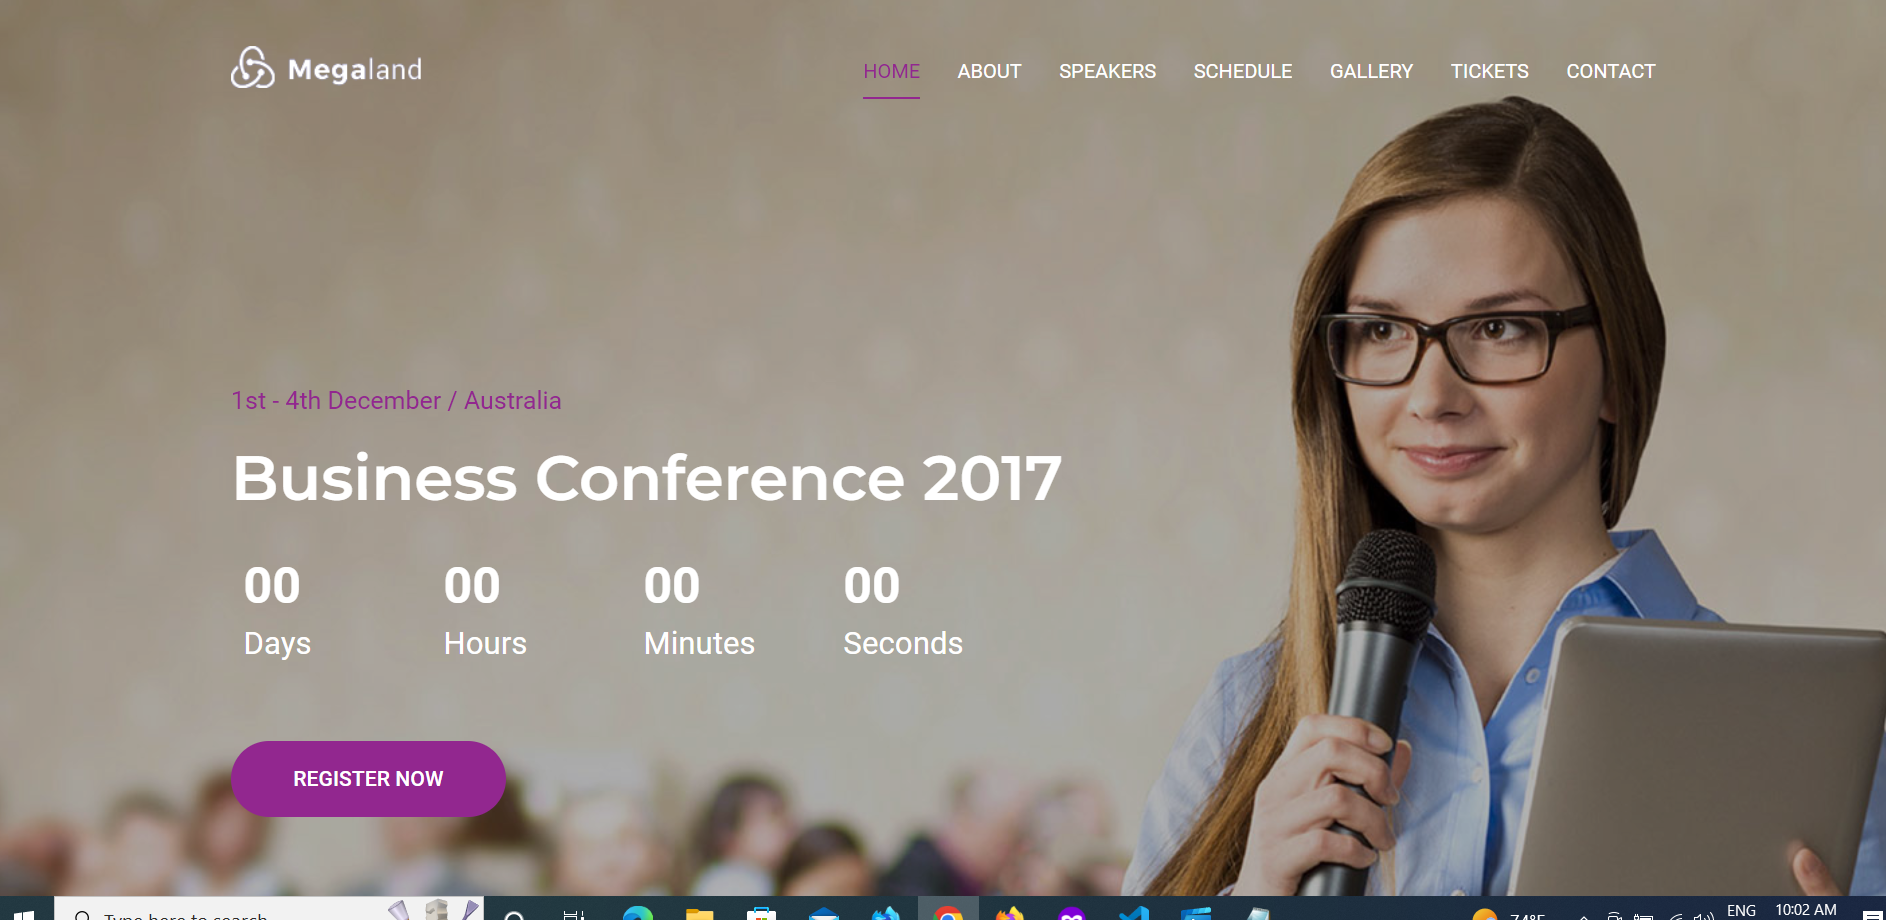 Megaland
HOME ABOUT SPEAKERS SCHEDULE GALLERY TICKETS CONTACT
1st - 4th December / Australia
Business Conference 2017
00 00 00 00
Days Hours Minutes Seconds
REGISTER NOW
Type here to search
74°F
ENG
10:02 AM